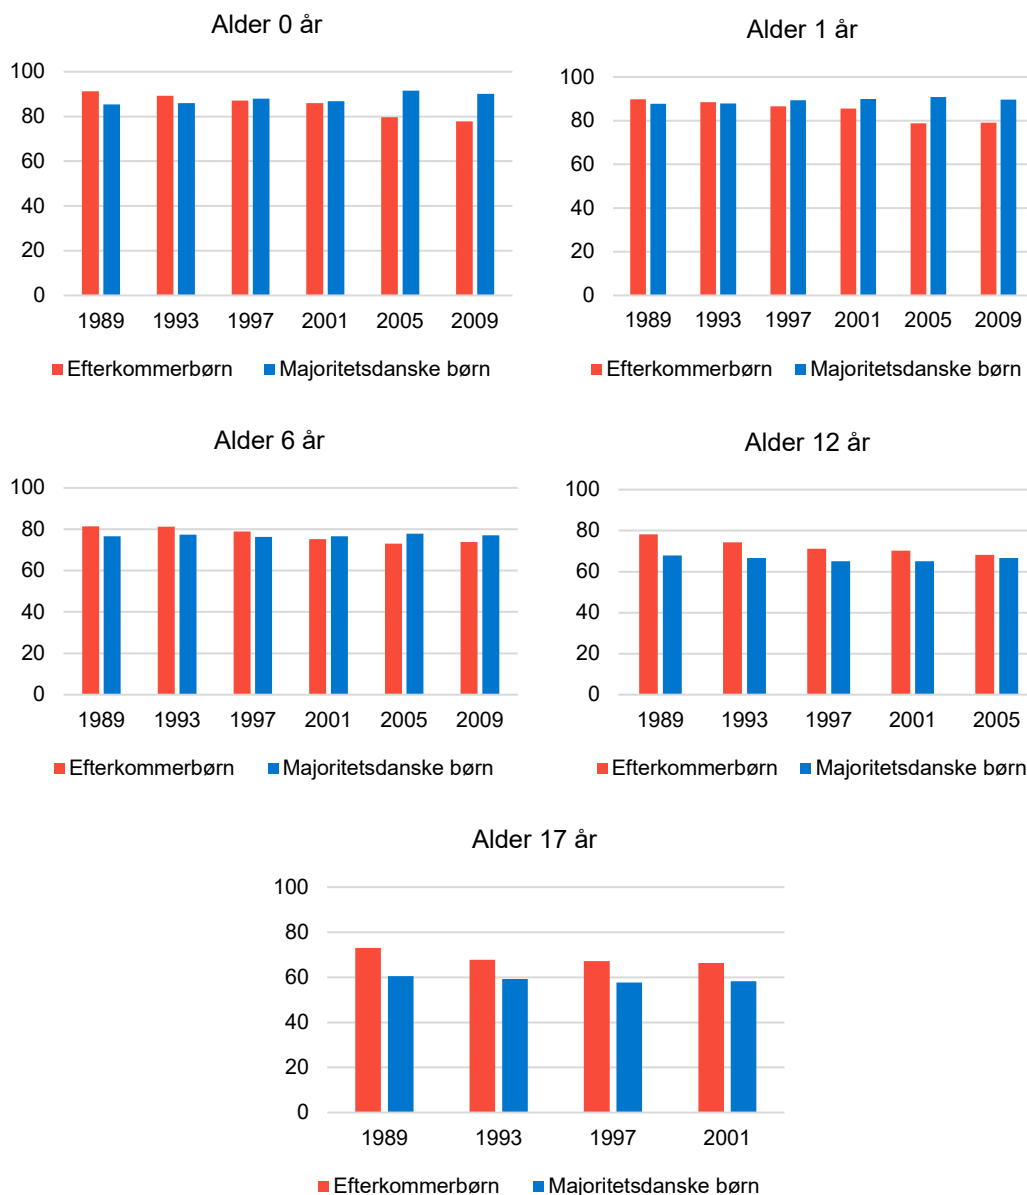 Alder 0 år
100
80
60
40
20
0
1989 1993 1997 2001 2005 2009
Efterkommerbørn Majoritetsdanske børn
Alder 1 år
100
80
60
40
20
0
1989 1993 1997 2001 2005 2009
Efterkommerbørn Majoritetsdanske børn
Alder 6 år
100
80
60
40
20
0
1989 1993 1997 2001 2005 2009
Efterkommerbørn Majoritetsdanske børn
Alder 12 år
100
80
60
40
20
0
1989 1993 1997 2001 2005
Efterkommerbørn Majoritetsdanske børn
Alder 17 år
100
80
60
40
20
0
1989 1993 1997 2001
Efterkommerbørn Majoritetsdanske børn